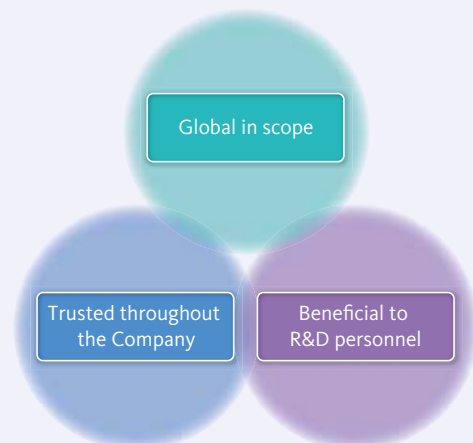 Global in scope
Trusted throughout
the Company
Beneficial to
R&D personnel